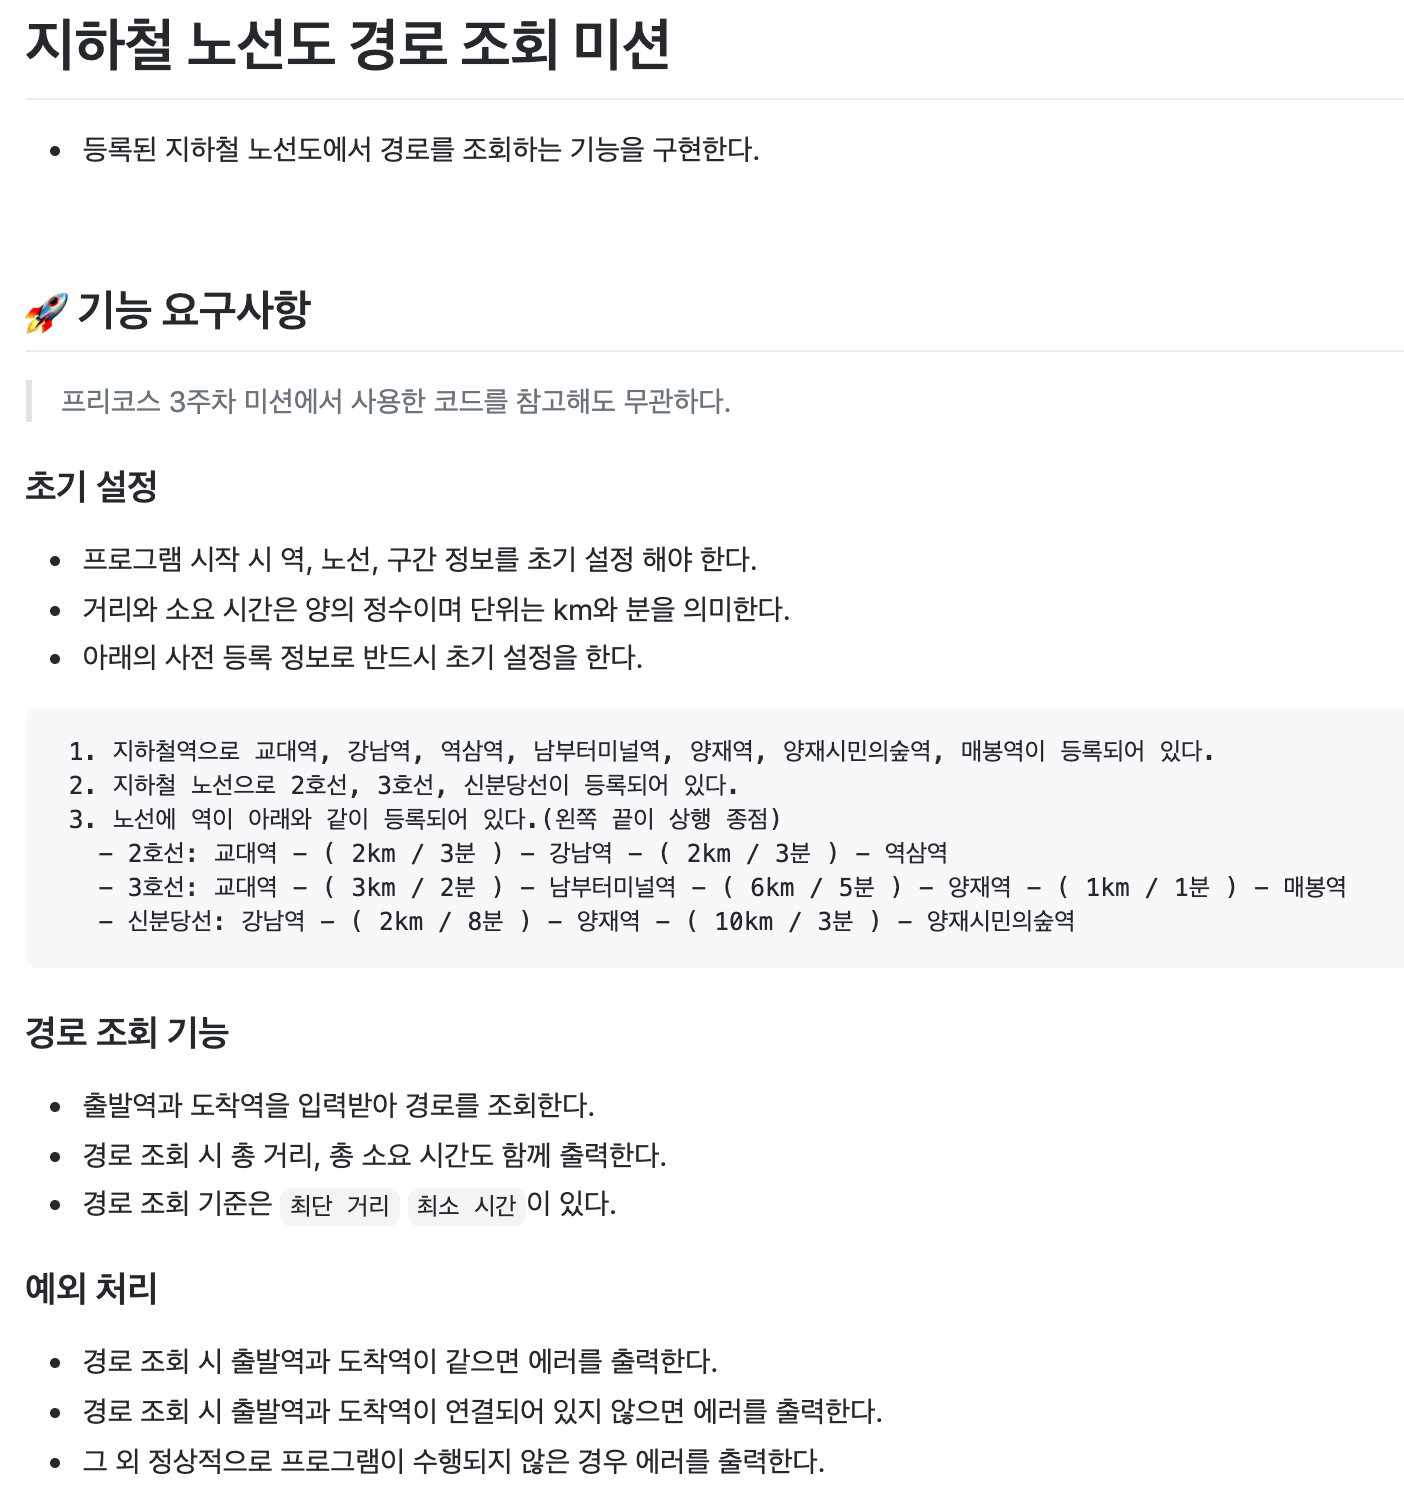 지하철 노선도 경로 조회 미션
• 등록된 지하철 노선도에서 경로를 조회하는 기능을 구현한다.
🚀 기능 요구사항
프리코스 3주차 미션에서 사용한 코드를 참고해도 무관하다.
초기 설정
• 프로그램 시작 시 역, 노선, 구간 정보를 초기 설정 해야 한다.
• 거리와 소요 시간은 양의 정수이며 단위는 km와 분을 의미한다.
• 아래의 사전 등록 정보로 반드시 초기 설정을 한다.
1. 지하철역으로 교대역, 강남역, 역삼역, 남부터미널역, 양재역, 양재시민의숲역, 매봉역이 등록되어 있다.
2. 지하철 노선으로 2호선, 3호선, 신분당선이 등록되어 있다.
3. 노선에 역이 아래와 같이 등록되어 있다.(왼쪽 끝이 상행 종점)
- 2호선: 교대역 - ( 2km / 3분 ) - 강남역 - ( 2km / 3분 ) - 역삼역
- 3호선: 교대역 - ( 3km / 2분 ) - 남부터미널역 - ( 6km / 5분 ) - 양재역 - ( 1km / 1분 ) - 매봉역
- 신분당선: 강남역 - ( 2km / 8분 ) - 양재역 - ( 10km / 3분 ) - 양재시민의숲역
경로 조회 기능
• 출발역과 도착역을 입력받아 경로를 조회한다.
• 경로 조회 시 총 거리, 총 소요 시간도 함께 출력한다.
• 경로 조회 기준은 최단 거리 최소 시간이 있다.
예외 처리
• 경로 조회 시 출발역과 도착역이 같으면 에러를 출력한다.
• 경로 조회 시 출발역과 도착역이 연결되어 있지 않으면 에러를 출력한다.
• 그 외 정상적으로 프로그램이 수행되지 않은 경우 에러를 출력한다.